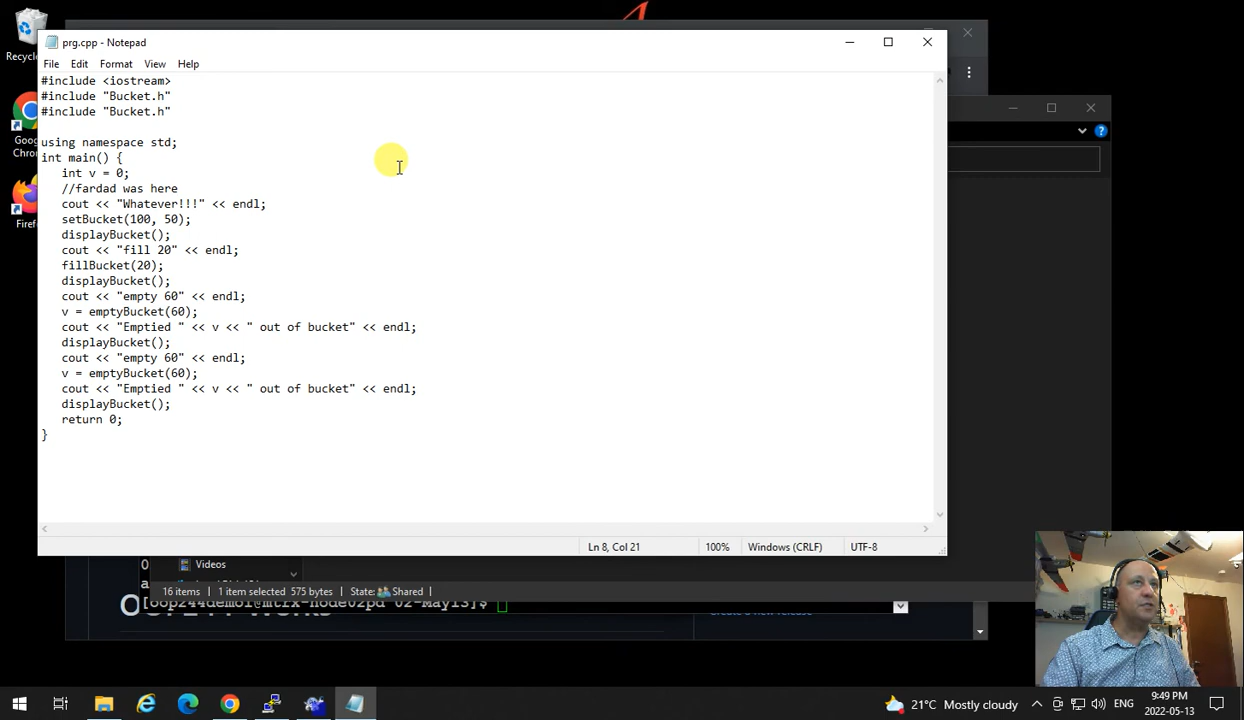 Recycle
Goog
Chron
Firef
prg.cpp - Notepad
File Edit Format View Help
#include <iostream>
#include "Bucket.h"
#include "Bucket.h"
using namespace std;
int main() {
int v = 0;
//fardad was here
cout << "Whatever!!!" << endl;
setBucket(100, 50);
displayBucket();
cout << "fill 20" << endl;
fillBucket(20);
displayBucket();
cout << "empty 60" << endl;
v = emptyBucket(60);
cout << "Emptied " << v << " out of bucket" << endl;
displayBucket();
cout << "empty 60" << endl;
v = emptyBucket(60);
cout << "Emptied " << v << " out of bucket" << endl;
displayBucket();
return 0;
}
Ln 8, Col 21 100% Windows (CRLF) UTF-8
Videos
16 items 1 item selected 575 bytes State: Shared
9:49 PM
21°C Mostly cloudy ENG
2022-05-13